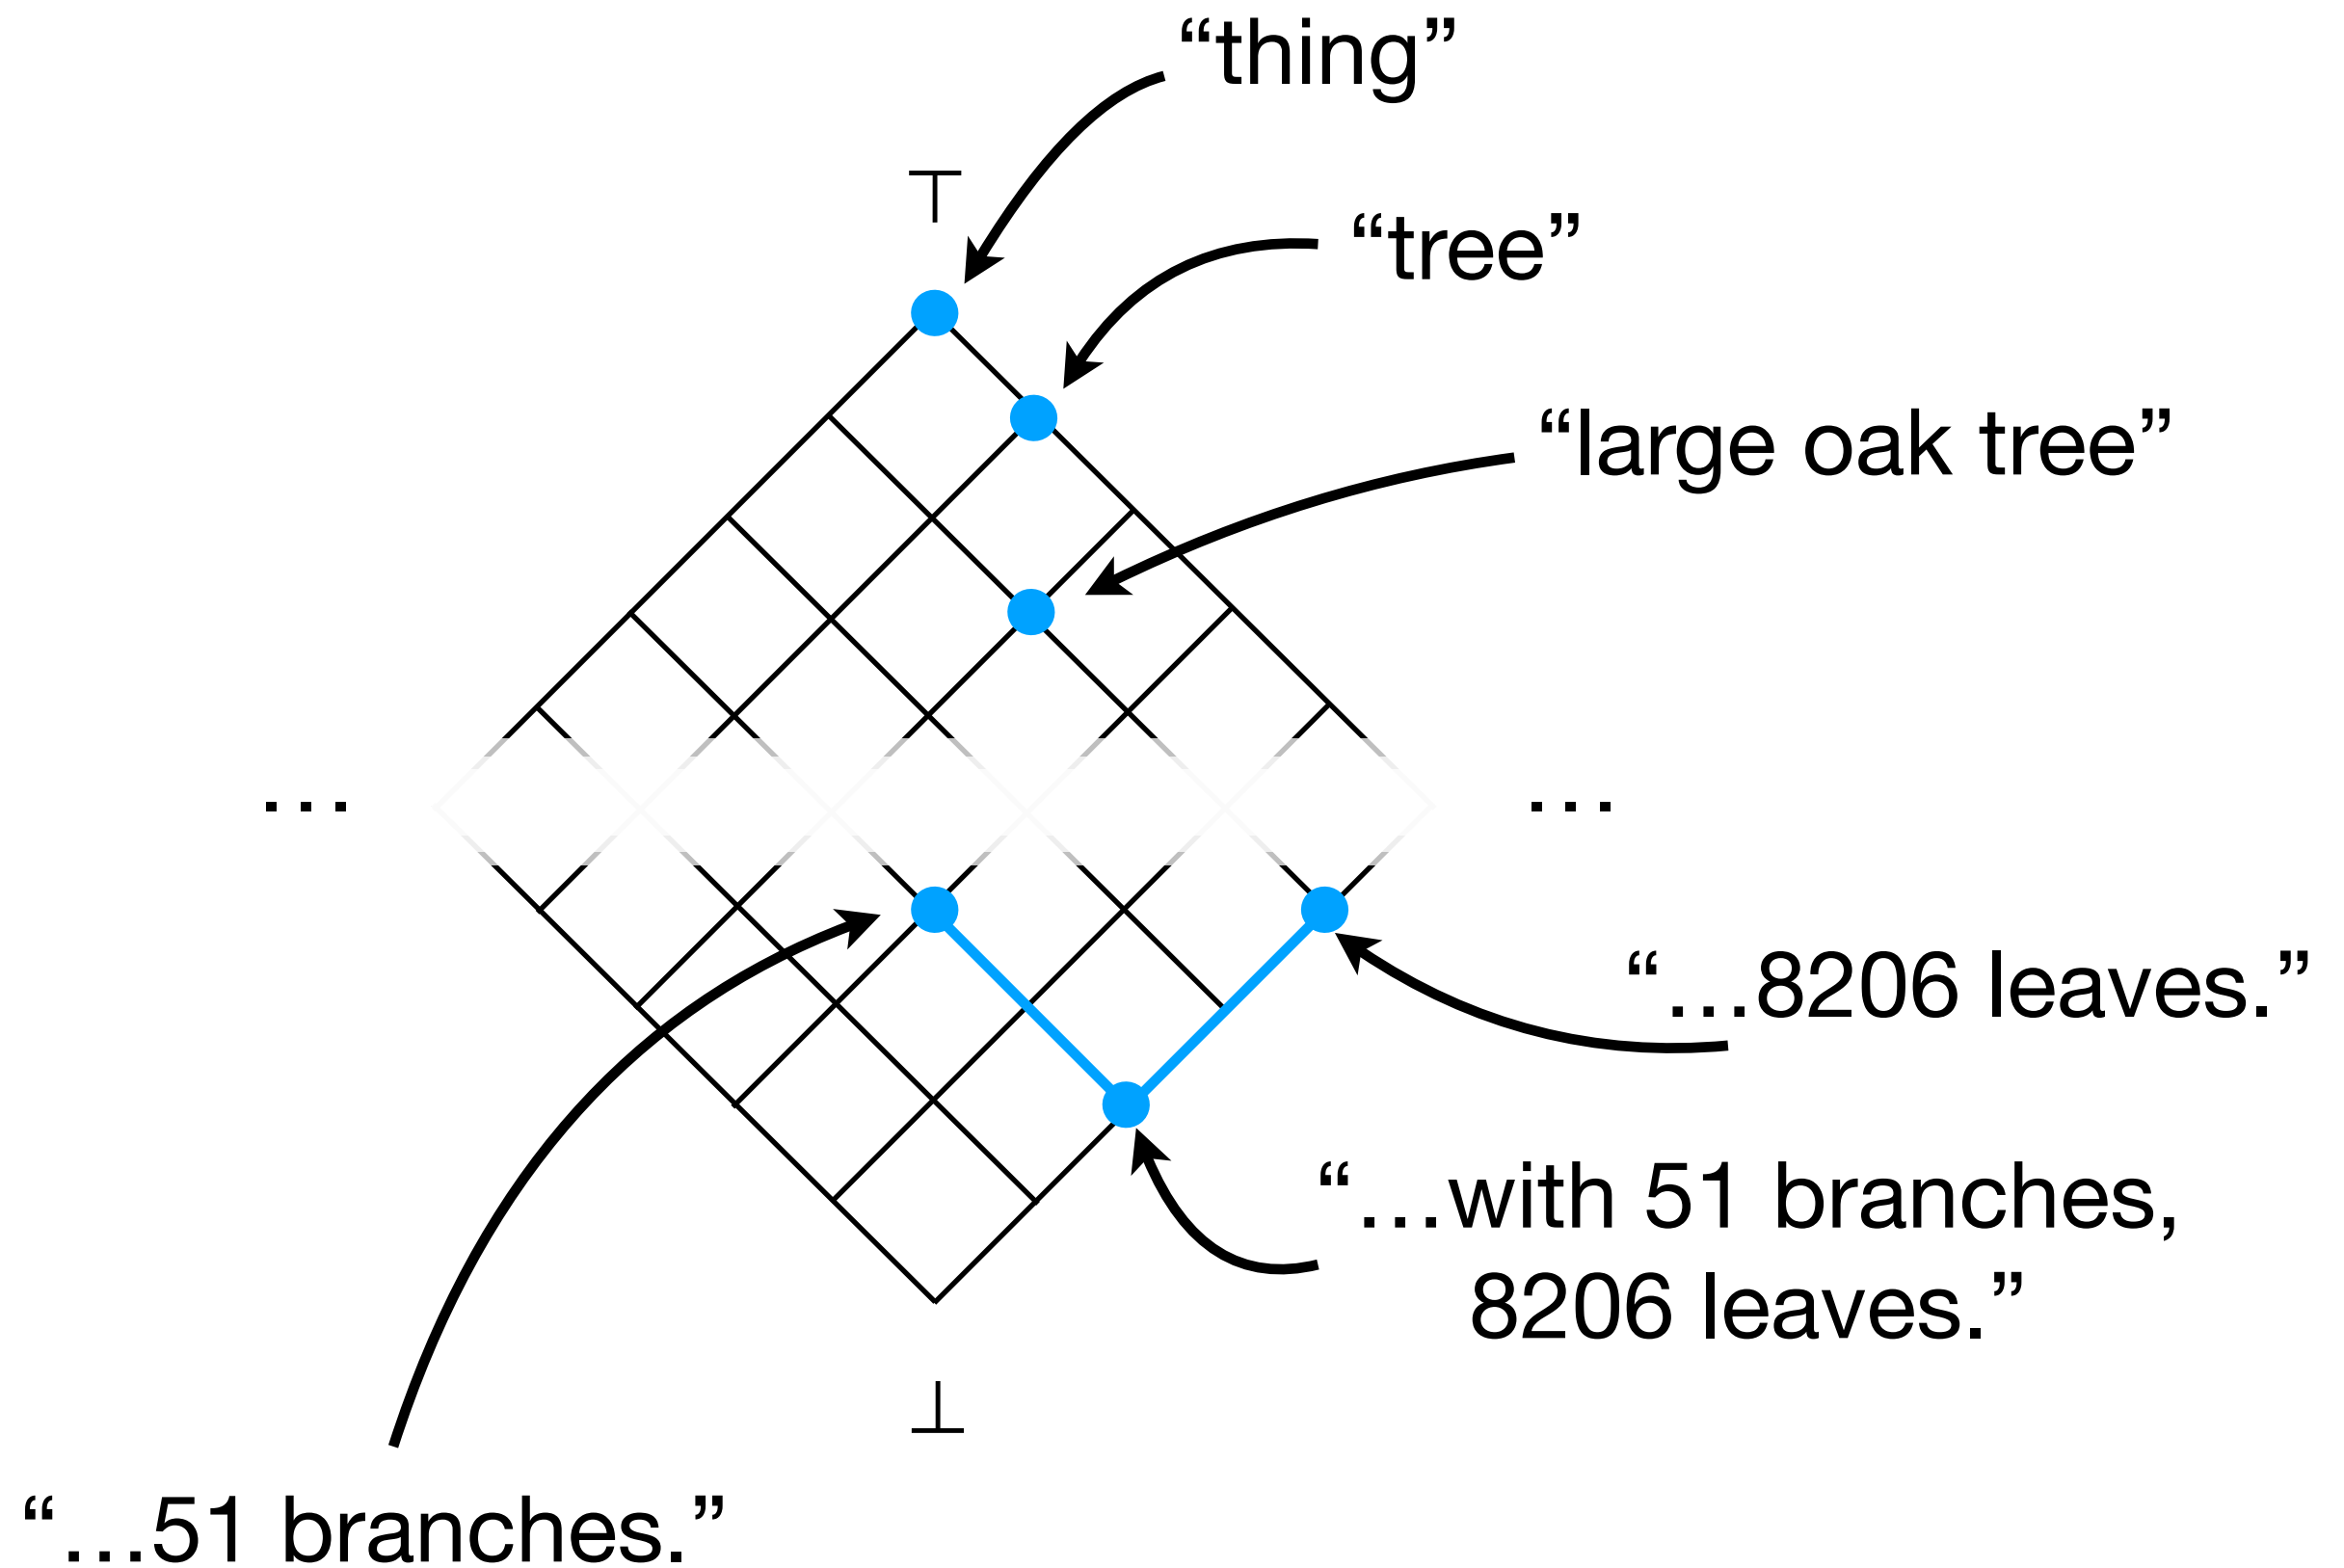 “thing”
⊤
“tree”
“large oak tree”
... ...
“...8206 leaves.”
“...with 51 branches,
8206 leaves.”
⊥
“...51 branches.”